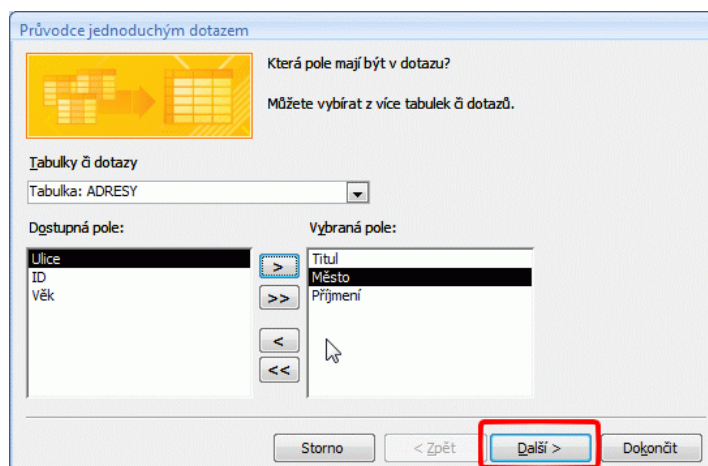 Průvodce jednoduchým dotazem
Která pole mají být v dotazu?
Můžete vybírat z více tabulek či dotazů.
Tabulky či dotazy
Tabulka: ADRESY
Dostupná pole:
Vybraná pole:
Ulice
ID
Věk
>
>>
<
<<
Titul
Město
Příjmení
Storno
< Zpět
Další >
Dokončit